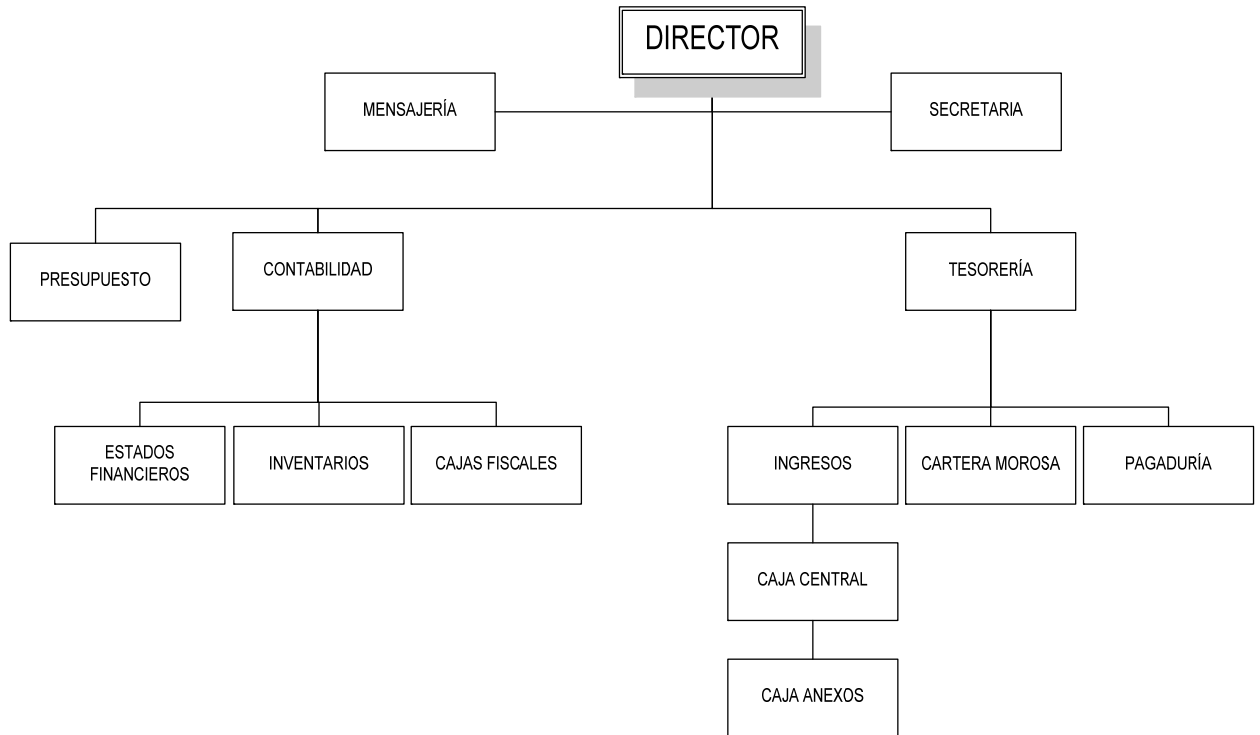 DIRECTOR
MENSAJERÍA
SECRETARIA
PRESUPUESTO
CONTABILIDAD
TESORERÍA
ESTADOS
FINANCIEROS
INVENTARIOS
CAJAS FISCALES
INGRESOS
CARTERA MOROSA
PAGADURÍA
CAJA CENTRAL
CAJA ANEXOS